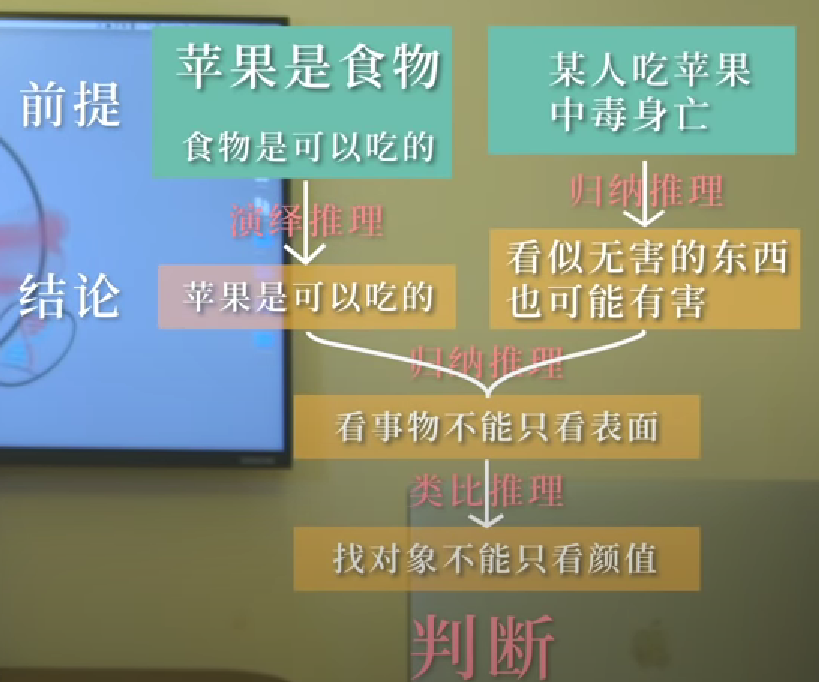 前提
苹果是食物
食物是可以吃的
某人吃苹果
中毒身亡
演绎推理
归纳推理
结论
苹果是可以吃的
看似无害的东西
也可能有害
归纳推理
看事物不能只看表面
类比推理
找对象不能只看颜值
判断